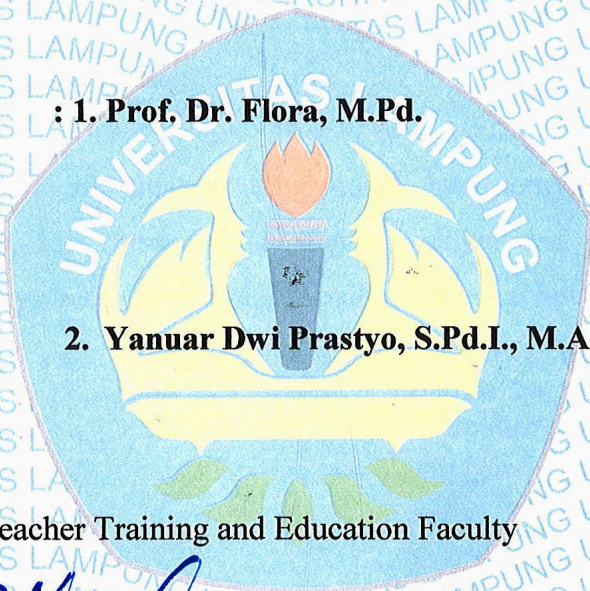 UNIVERSITAS LAMPUNG
: 1. Prof. Dr. Flora, M.Pd.
2. Yanuar Dwi Prastyo, S.Pd.I., M.A
eacher Training and Education Faculty